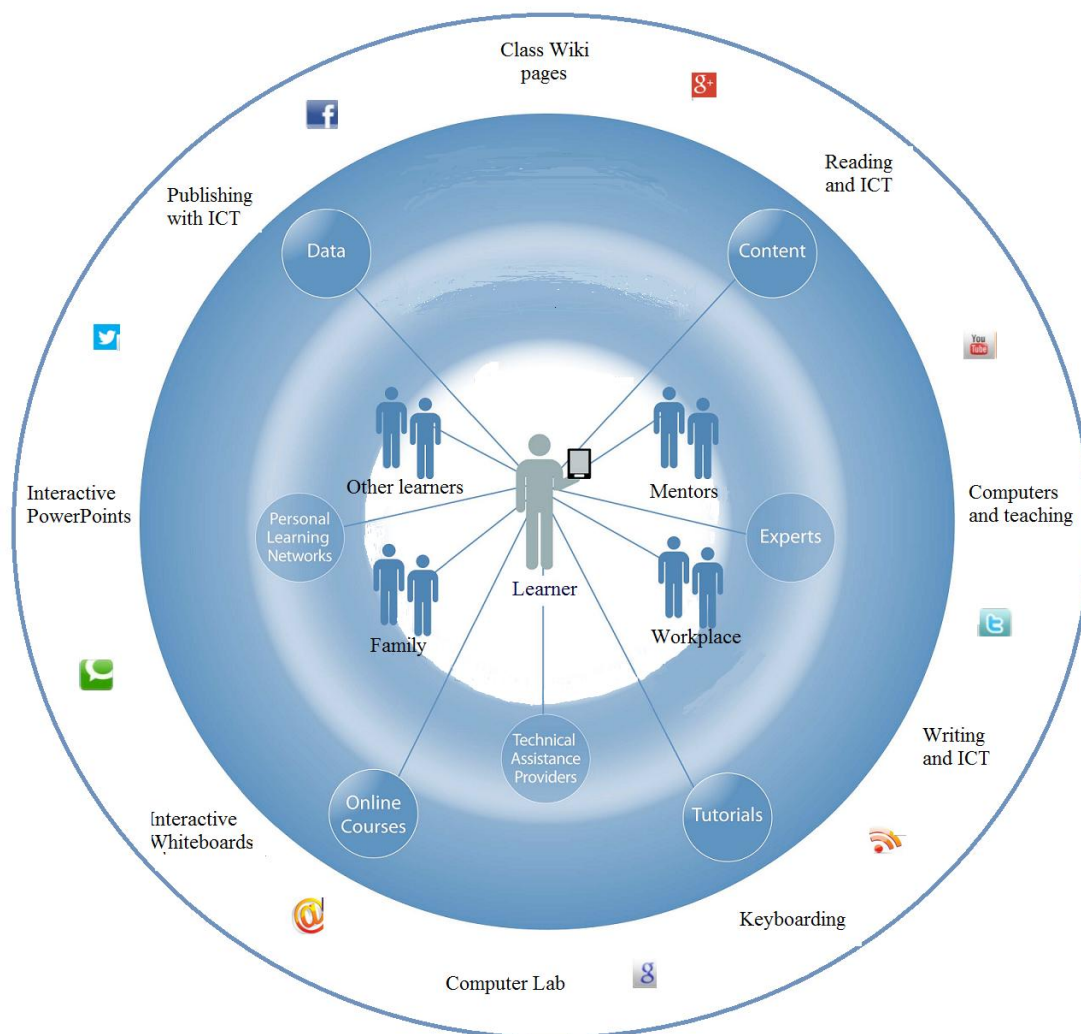 Class Wiki
pages
g+
f
Reading
and ICT
Publishing
with ICT
Data
Content
You
Tube
Other learners
Mentors
Interactive
PowerPoints
Computers
and teaching
Personal
Learning
Networks
Experts
Learner
Family
Workplace
t
Technical
Assistance
Providers
Writing
and ICT
Online
Courses
Tutorials
Interactive
Whiteboards
@
Keyboarding
Computer Lab
g